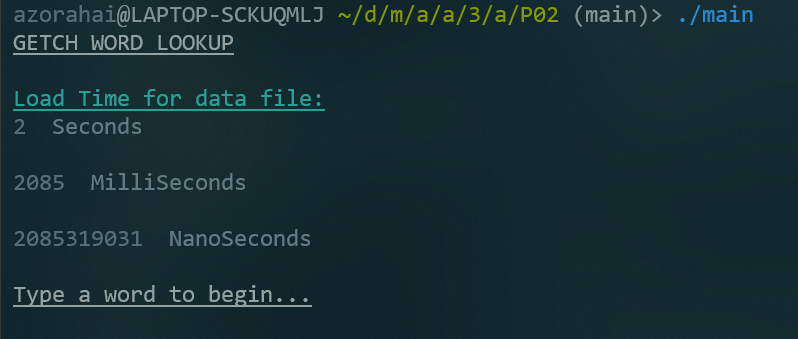 azorahai@LAPTOP-SCKUQMLJ ~/d/m/a/a/3/a/P02 (main)> ./main
GETCH WORD LOOKUP
Load Time for data file:
2  Seconds
2085  MilliSeconds
2085319031  NanoSeconds
Type a word to begin...